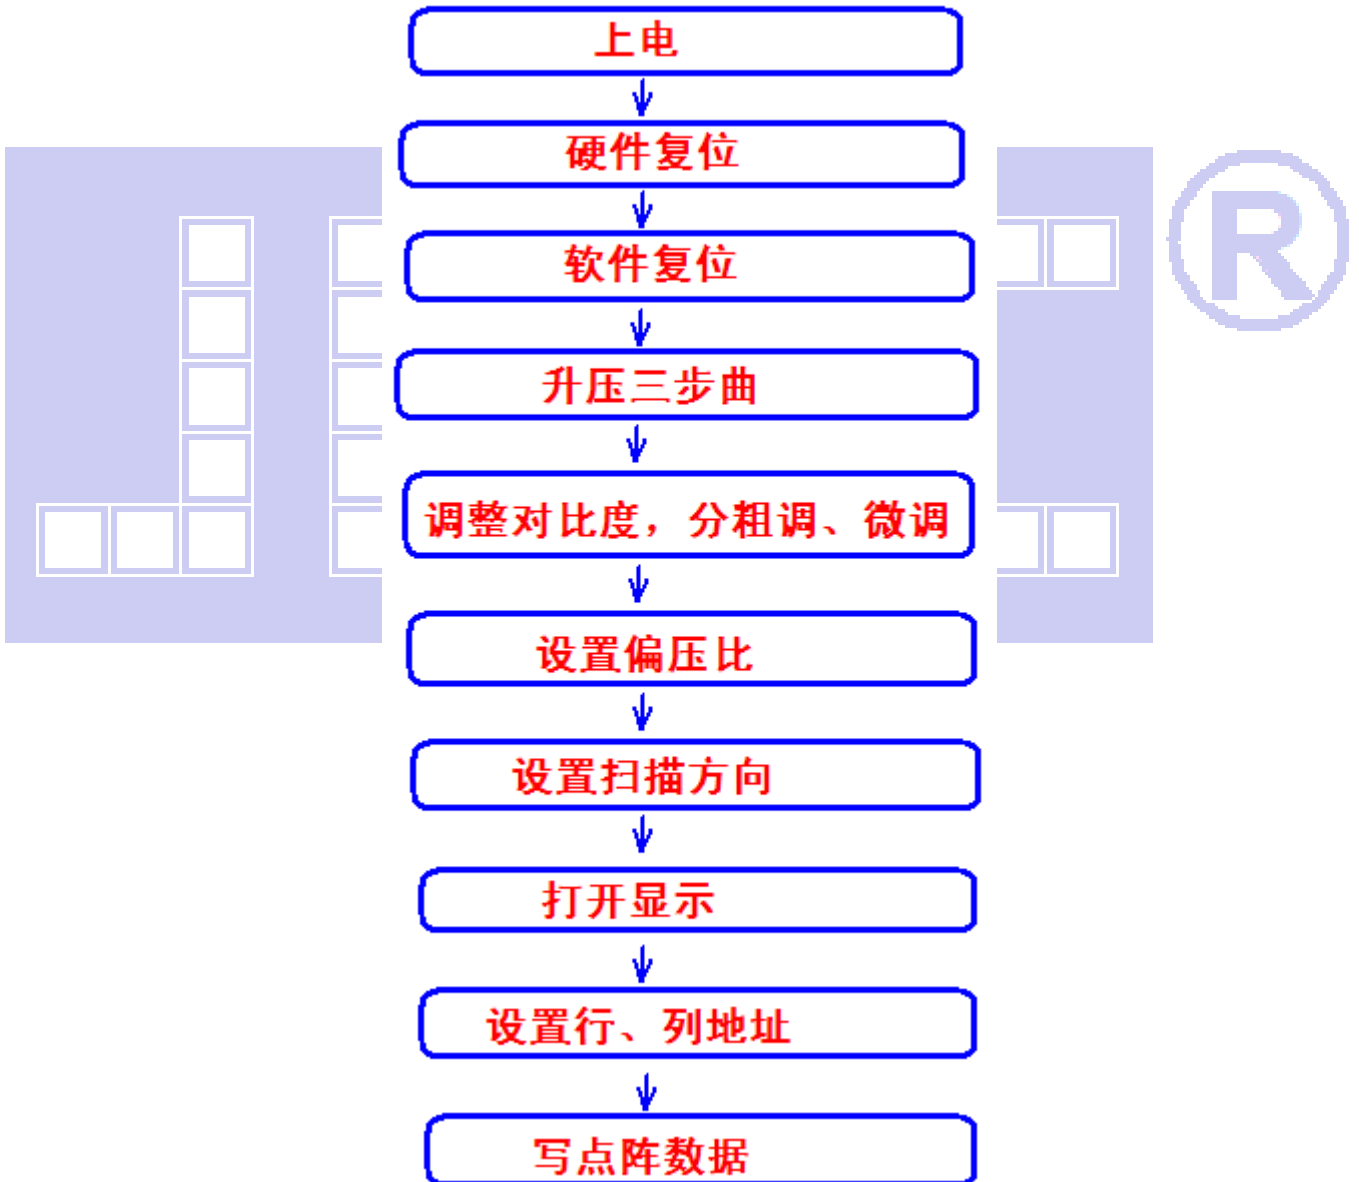 上电
硬件复位
软件复位
升压三步曲
调整对比度，分粗调、微调
设置偏压比
设置扫描方向
打开显示
设置行、列地址
写点阵数据
R